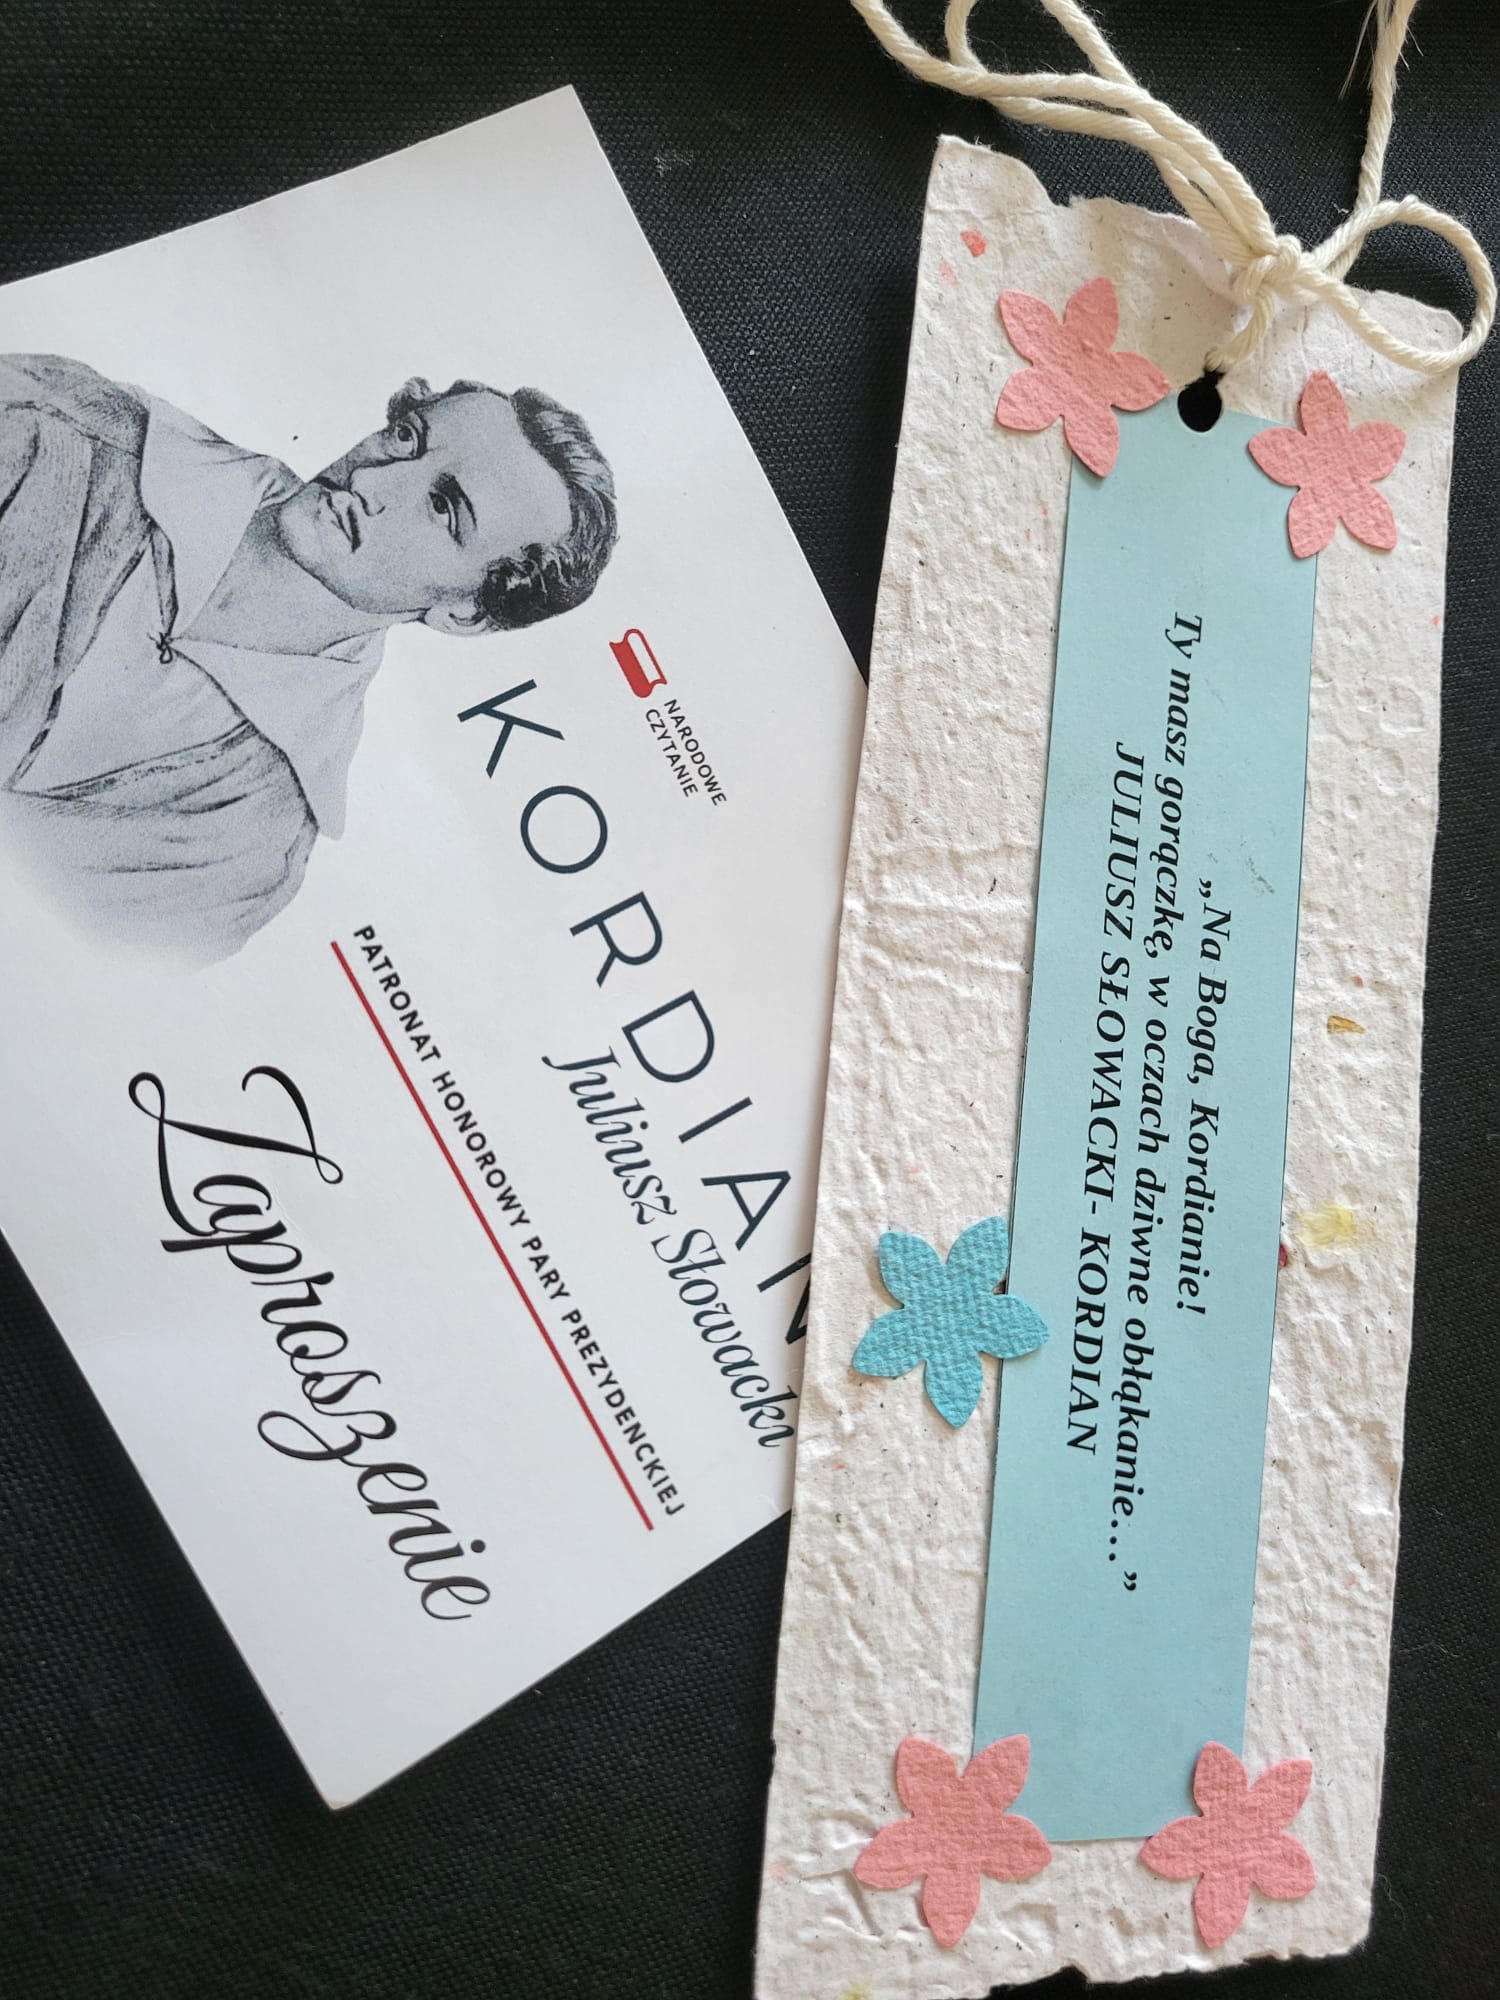 NARODOWE
CZYTANIE
KORDIAN
Juliusz Słowacki
PATRONAT HONOROWY PARY PREZYDENCKIEJ
Zaproszenie
„Na Boga, Kordianie!
Ty masz gorączkę, w oczach dziwne obłąkanie…”
JULIUSZ SŁOWACKI- KORDIAN